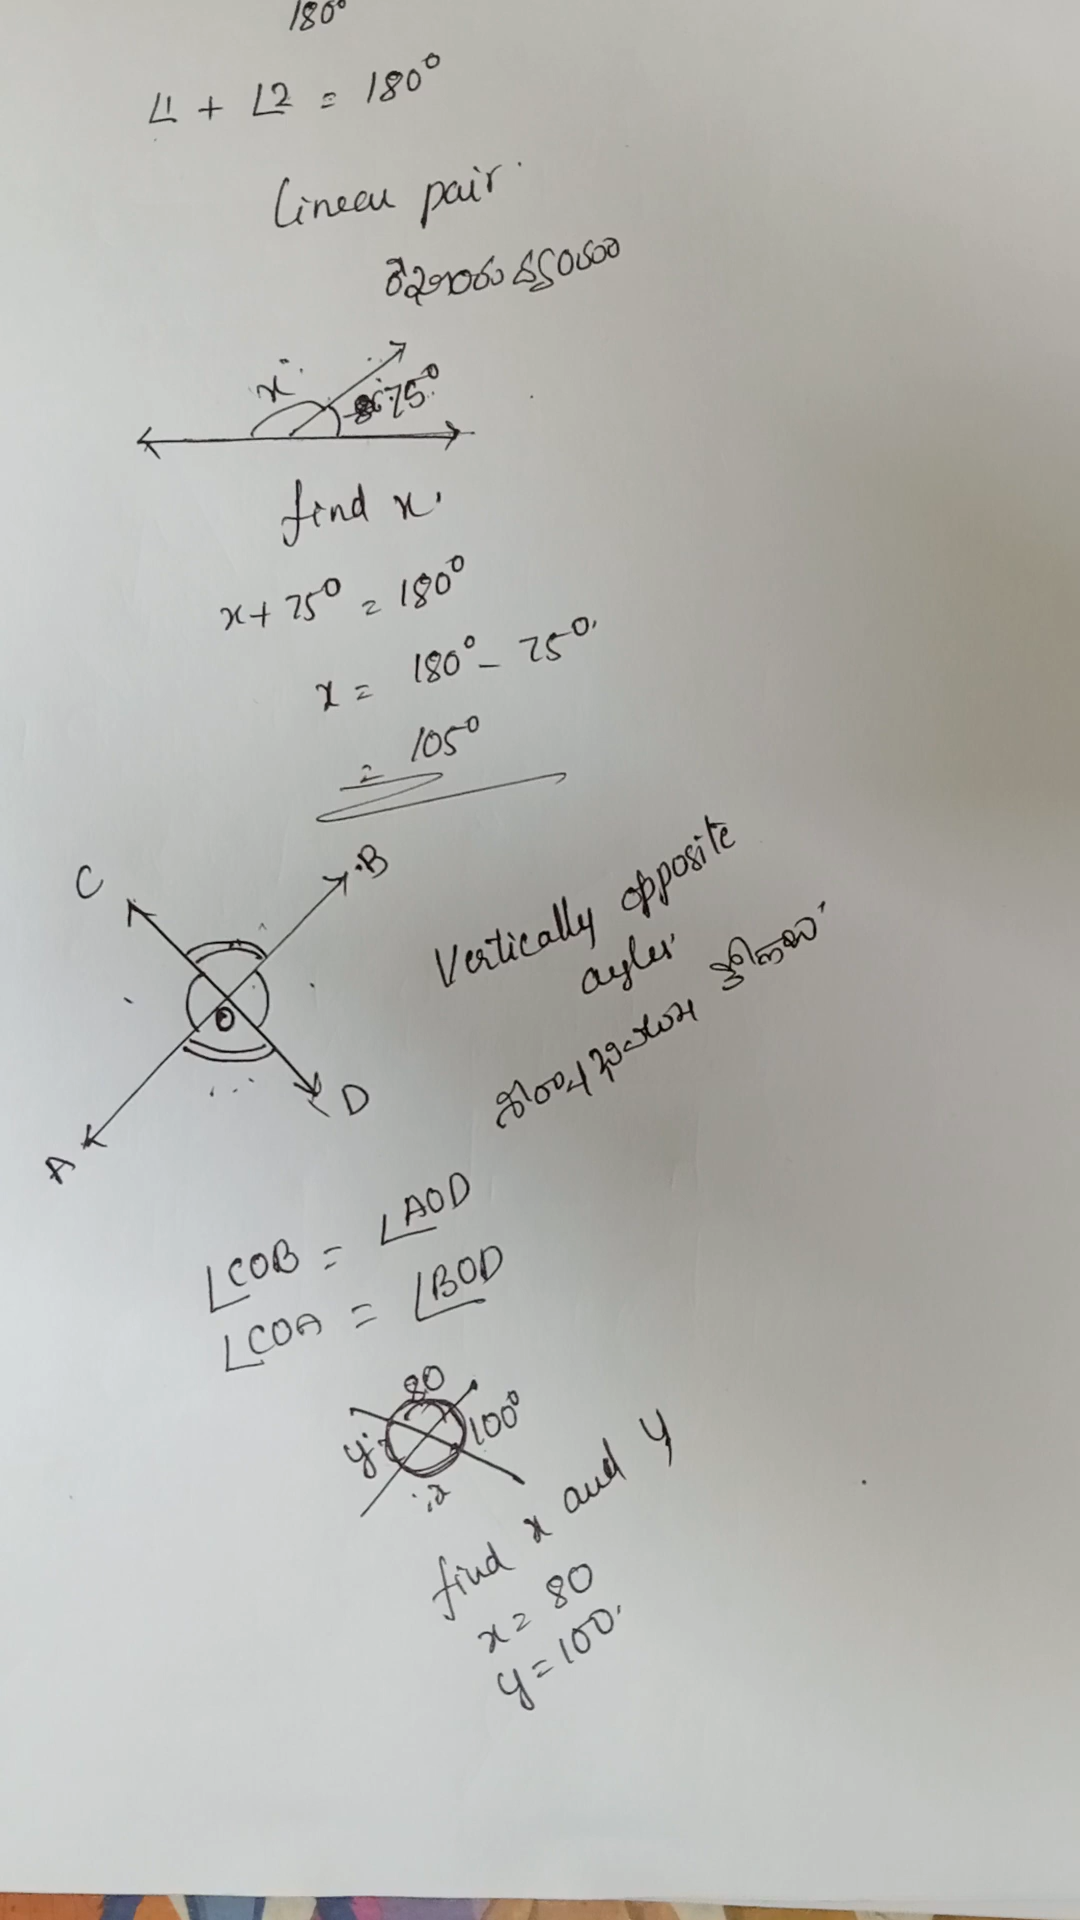 180°
∠1 + ∠2 = 180°
Linear pair.
x°
75°
find x.
x + 75° = 180°
x = 180° - 75°.
= 105°
C
B
O
D
A
Vertically opposite
angles
∠COB = ∠AOD
∠COA = ∠BOD
80
100°
y
x
find x and y
x = 80
y = 100.